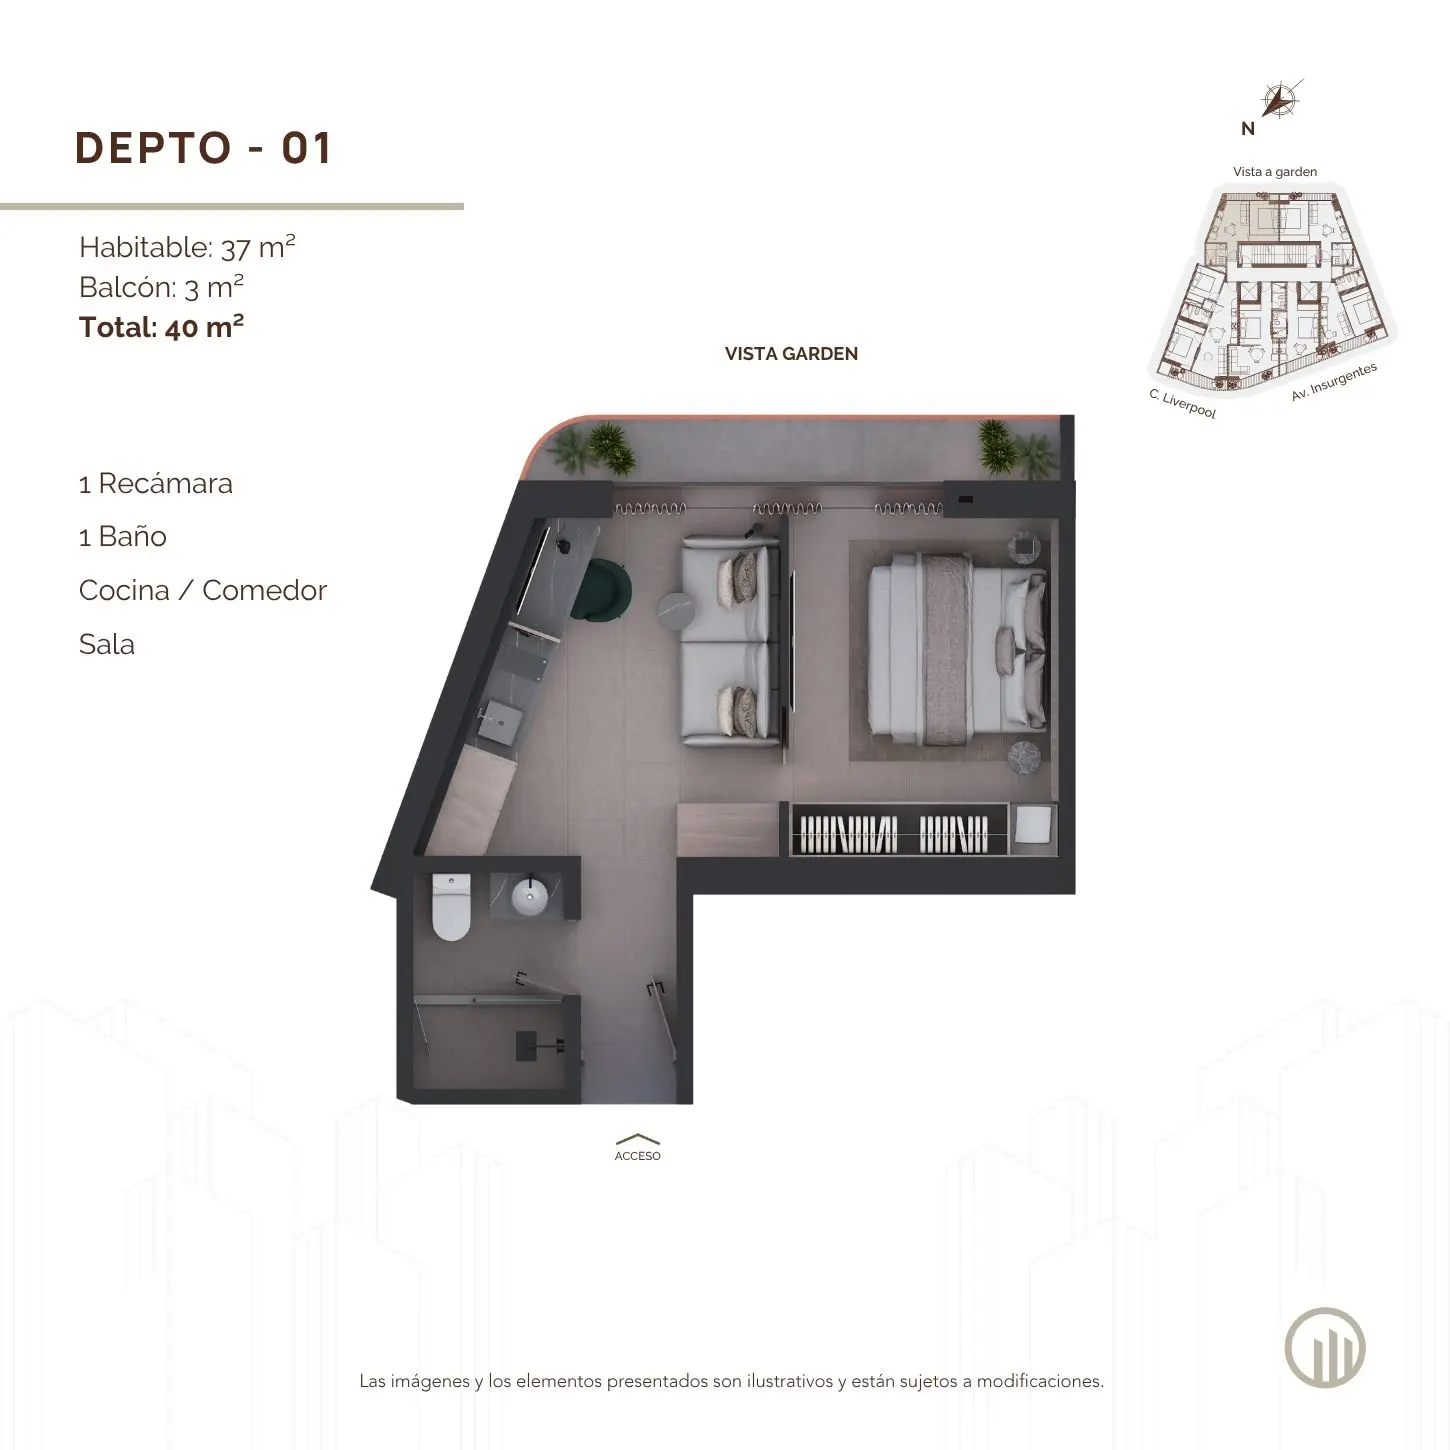 DEPTO - 01
Habitable: 37 m²
Balcón: 3 m²
Total: 40 m²
1 Recámara
1 Baño
Cocina / Comedor
Sala
N
Vista a garden
C. Liverpool
Av. Insurgentes
VISTA GARDEN
ACCESO
Las imágenes y los elementos presentados son ilustrativos y están sujetos a modificaciones.